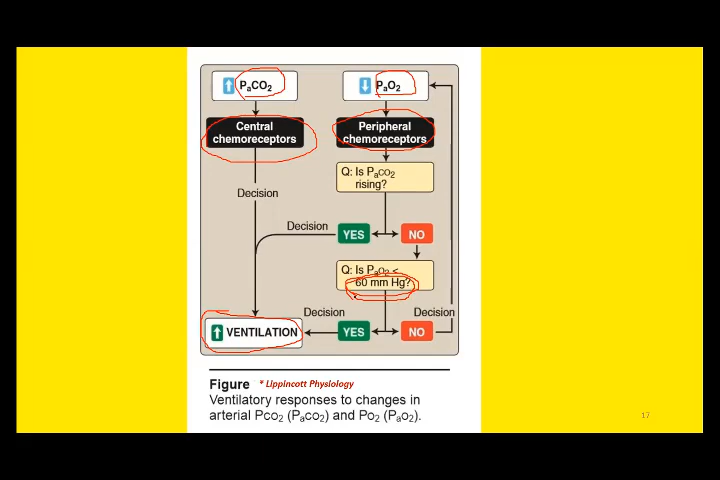 PaCO2
PaO2
Central
chemoreceptors
Peripheral
chemoreceptors
Q: Is PaCO2
rising?
Decision
Decision
YES
NO
Q: Is PaO2 <
60 mm Hg?
Decision
Decision
VENTILATION
YES
NO
Figure * Lippincott Physiology
Ventilatory responses to changes in
arterial PCO2 (PaCO2) and PO2 (PaO2).
17